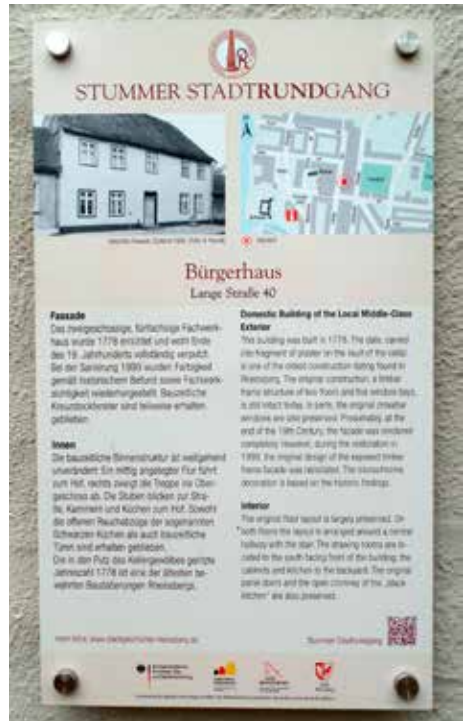 STUMMER STADTRUNDGANG
Bürgerhaus
Lange Straße 40
Fassade
Das zweigeschossige, fünfachsige Fachwerk-
haus wurde 1778 errichtet und wohl Ende
des 19. Jahrhunderts vollständig verputzt.
Bei der Sanierung 1999 wurden Farbigkeit
gemäß historischem Befund sowie Fachwerk-
sichtigkeit wiederhergestellt. Bauzeitliche
Kreuzstockfenster sind teilweise erhalten
geblieben.
Innen
Die bauzeitliche Binnenstruktur ist weitgehend
unverändert: Ein mittig angelegter Flur führt
zum Hof, rechts zweigt die Treppe ins Ober-
geschoss ab. Die Stuben blicken zur Stra-
ße, Kammern und Küchen zum Hof. Sowohl
die offenen Rauchabzüge der sogenannten
Schwarzen Küchen als auch bauzeitliche
Türen sind erhalten geblieben.
Die in den Putz des Kellergewölbes geritzte
Jahreszahl 1778 ist eine der ältesten be-
wahrten Baudatierungen Rheinsbergs.
Domestic Building of the Local Middle-Class
Exterior
This building was built in 1778. The date, carved
into fragment of plaster on the vault of the cellar
is one of the oldest construction dating found in
Rheinsberg. The original construction, a timber
frame structure of two floors and five window bays,
is still intact today. In parts, the original crossbar
windows are still preserved. Presumably, at the
end of the 19th Century, the facade was rendered
completely. However, during the restoration in
1999, the original design of the exposed timber
frame facade was reinstated. The
decoration is based on the historic findings.
Interior
The original floor layout is largely preserved. On
both floors the layout is arranged around a central
hallway with the stair. The drawing rooms are lo-
cated to the south facing front of the building, the
cabinets and kitchen to the backyard. The original
panel doors and the open chimney of the „black
kitchen“ are also preserved.
Stummer Stadtrundgang